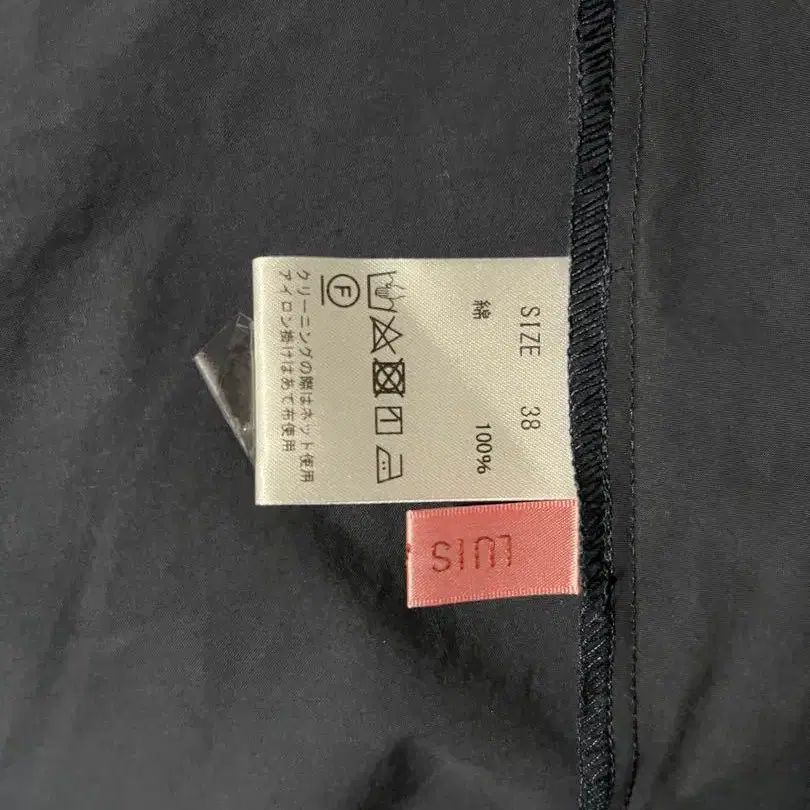 SIZE 38
綿 100%
F
クリーニングの際はネット使用
アイロン掛けはあて布使用
LUIS